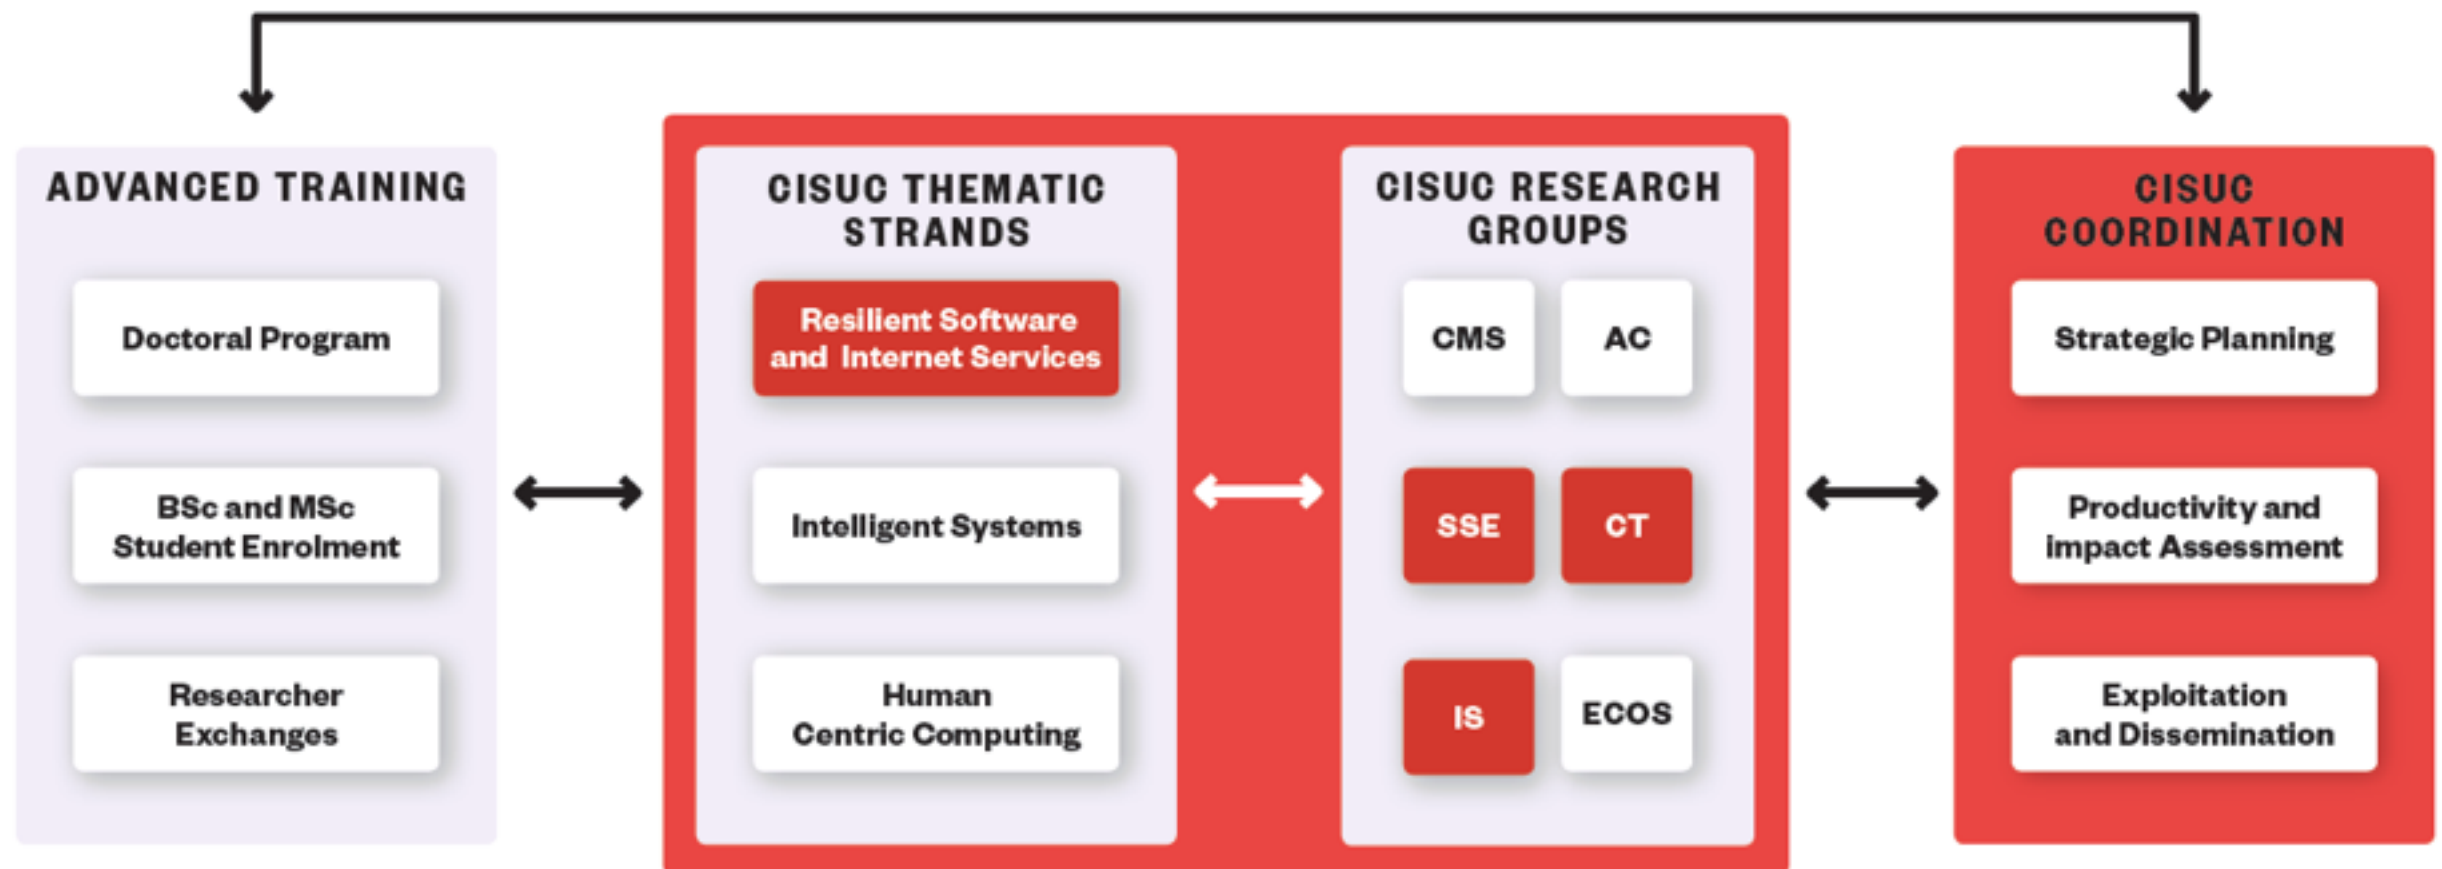 ADVANCED TRAINING
Doctoral Program
BSc and MSc
Student Enrolment
Researcher
Exchanges
CISUC THEMATIC
STRANDS
Resilient Software
and Internet Services
Intelligent Systems
Human
Centric Computing
CISUC RESEARCH
GROUPS
CMS
AC
SSE
CT
IS
ECOS
CISUC
COORDINATION
Strategic Planning
Productivity and
impact Assessment
Exploitation
and Dissemination